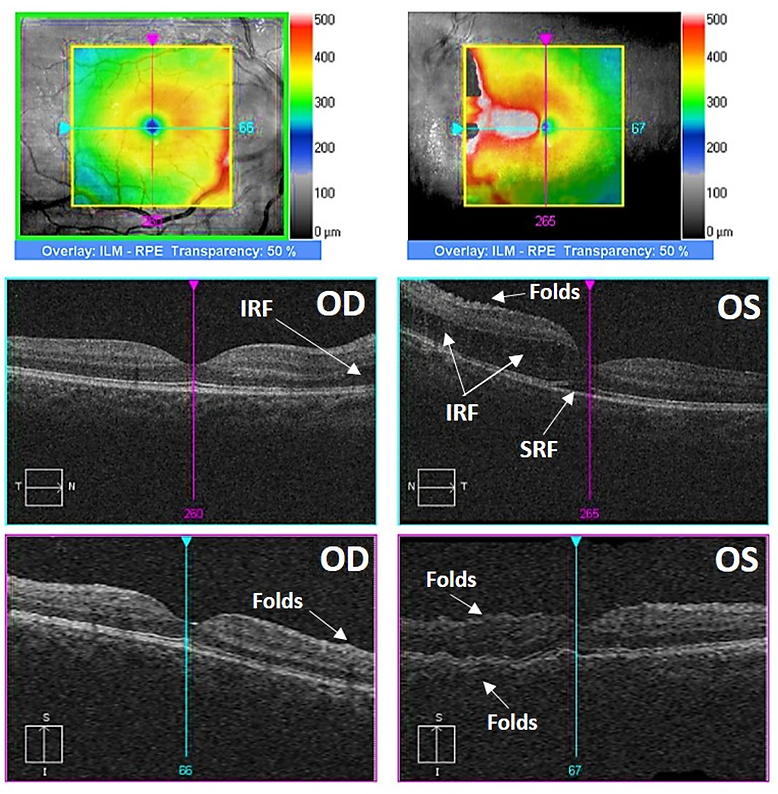 500
400
300
200
100
0 µm
66
260
Overlay: ILM - RPE Transparency: 50 %
500
400
300
200
100
0 µm
67
265
Overlay: ILM - RPE Transparency: 50 %
OD
IRF
T N
260
OS
Folds
IRF
SRF
N T
265
OD
Folds
S
I
66
OS
Folds
Folds
S
I
67